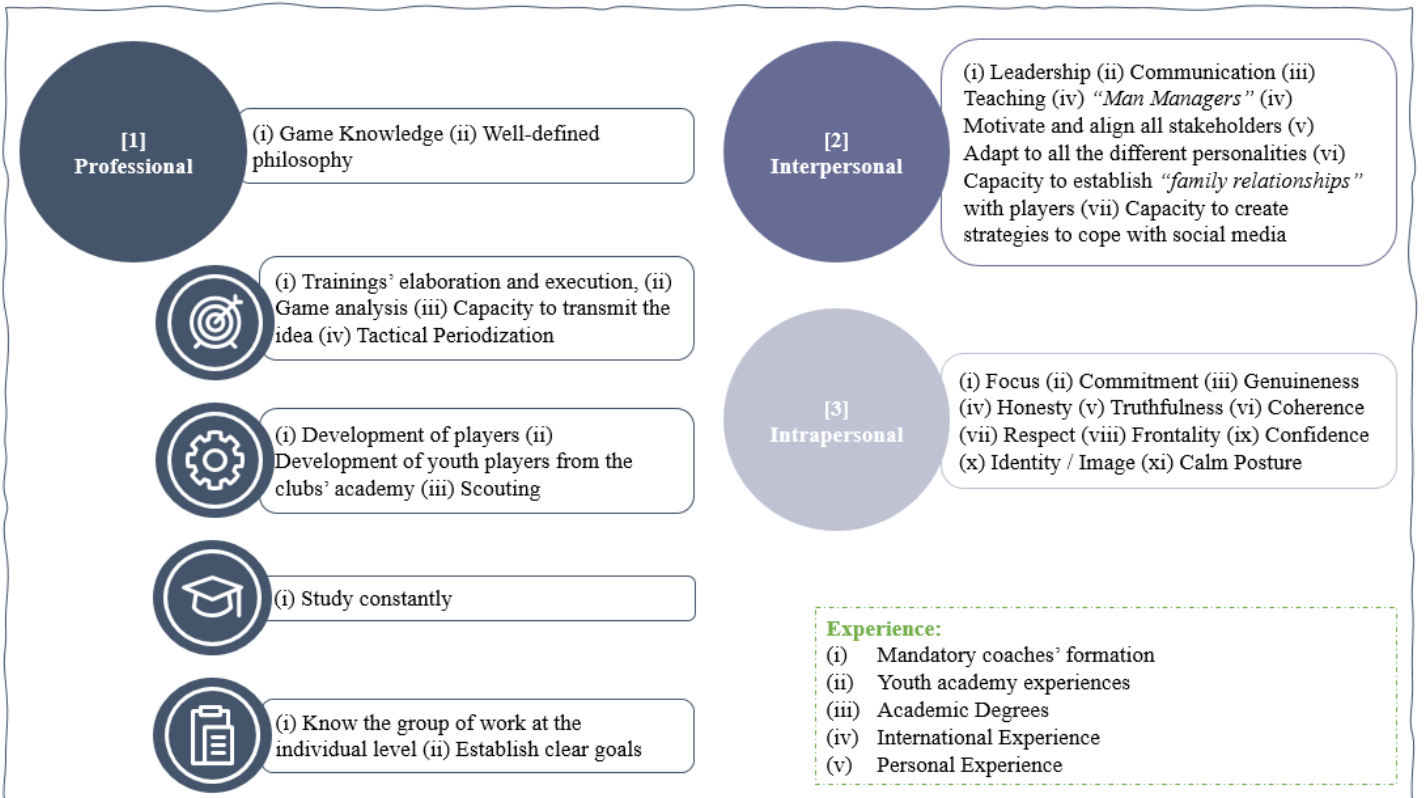 [1]
Professional
(i) Game Knowledge (ii) Well-defined
philosophy
(i) Trainings’ elaboration and execution, (ii)
Game analysis (iii) Capacity to transmit the
idea (iv) Tactical Periodization
(i) Development of players (ii)
Development of youth players from the
clubs’ academy (iii) Scouting
(i) Study constantly
(i) Know the group of work at the
individual level (ii) Establish clear goals
[2]
Interpersonal
(i) Leadership (ii) Communication (iii)
Teaching (iv) “Man Managers” (iv)
Motivate and align all stakeholders (v)
Adapt to all the different personalities (vi)
Capacity to establish “family relationships”
with players (vii) Capacity to create
strategies to cope with social media
[3]
Intrapersonal
(i) Focus (ii) Commitment (iii) Genuineness
(iv) Honesty (v) Truthfulness (vi) Coherence
(vii) Respect (viii) Frontality (ix) Confidence
(x) Identity / Image (xi) Calm Posture
Experience:
(i) Mandatory coaches’ formation
(ii) Youth academy experiences
(iii) Academic Degrees
(iv) International Experience
(v) Personal Experience